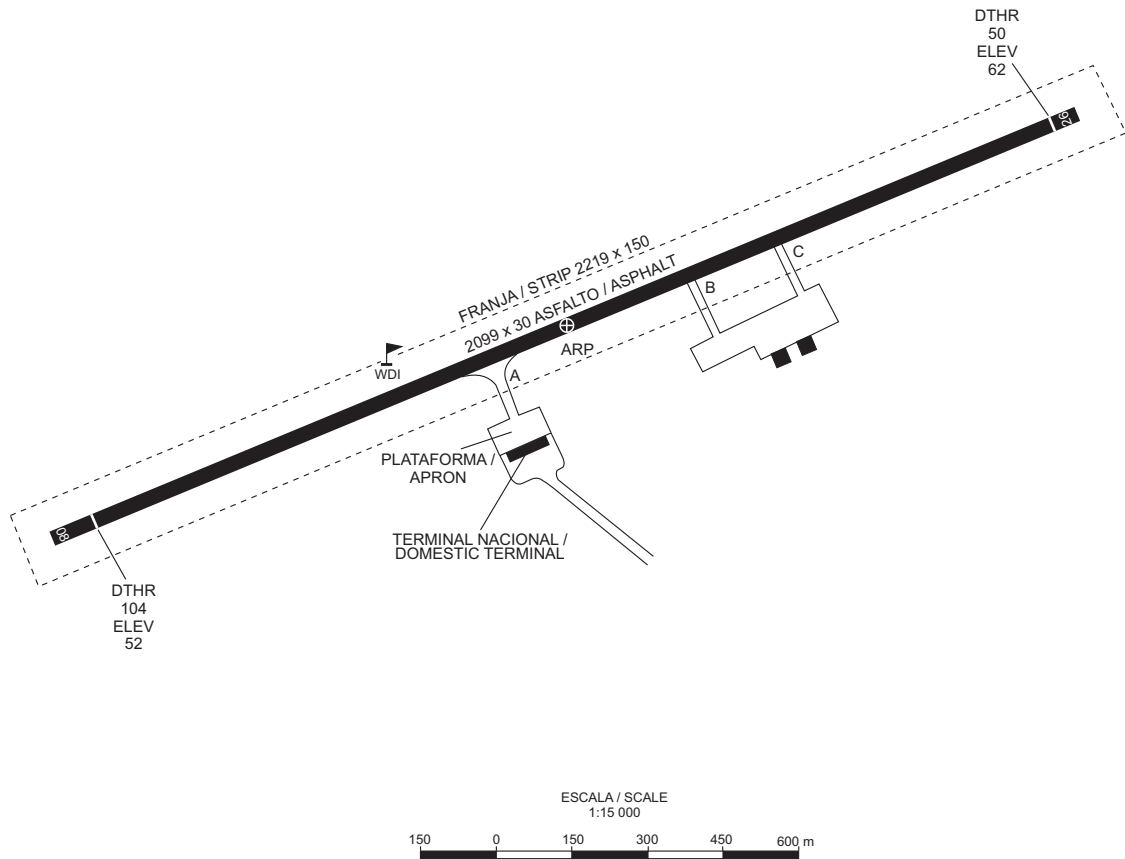 DTHR
50
ELEV
62
26
FRANJA / STRIP 2219 x 150
2099 x 30 ASFALTO / ASPHALT
C
B
ARP
WDI
A
PLATAFORMA /
APRON
TERMINAL NACIONAL /
DOMESTIC TERMINAL
08
DTHR
104
ELEV
52
ESCALA / SCALE
1:15 000
150 0 150 300 450 600 m